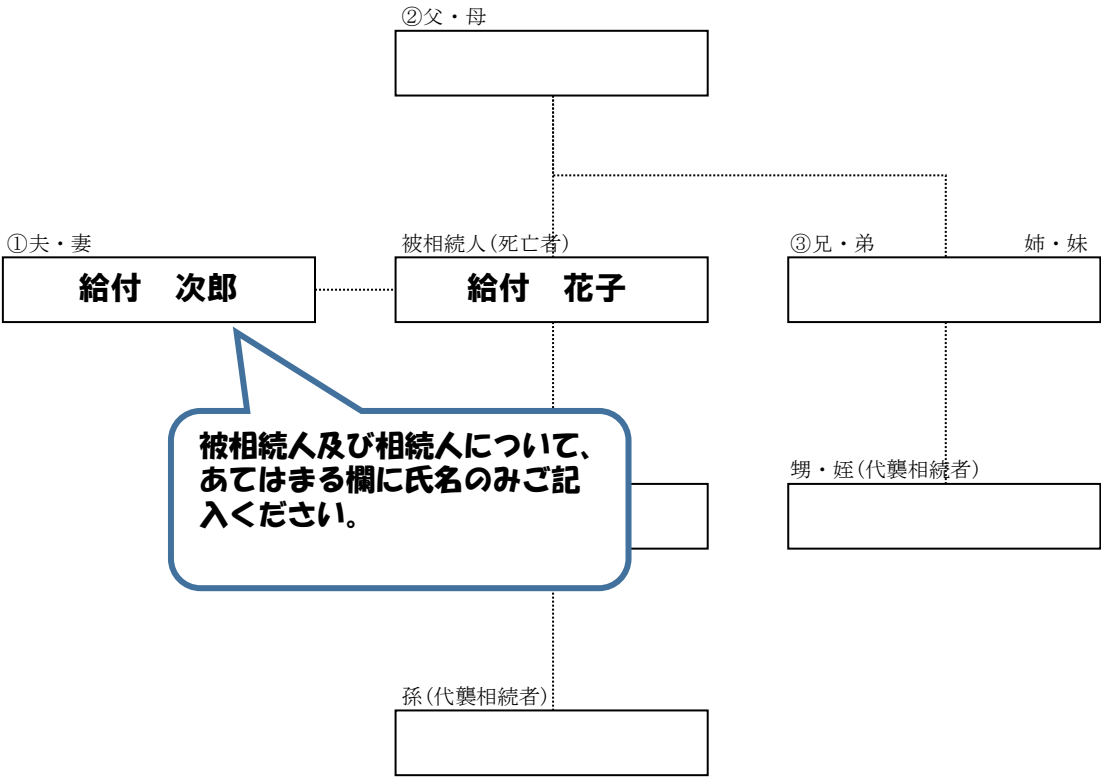 ②父・母
①夫・妻
被相続人(死亡者)
③兄・弟　　姉・妹
給付　次郎
給付　花子
被相続人及び相続人について、
あてはまる欄に氏名のみご記
入ください。
甥・姪(代襲相続者)
孫(代襲相続者)